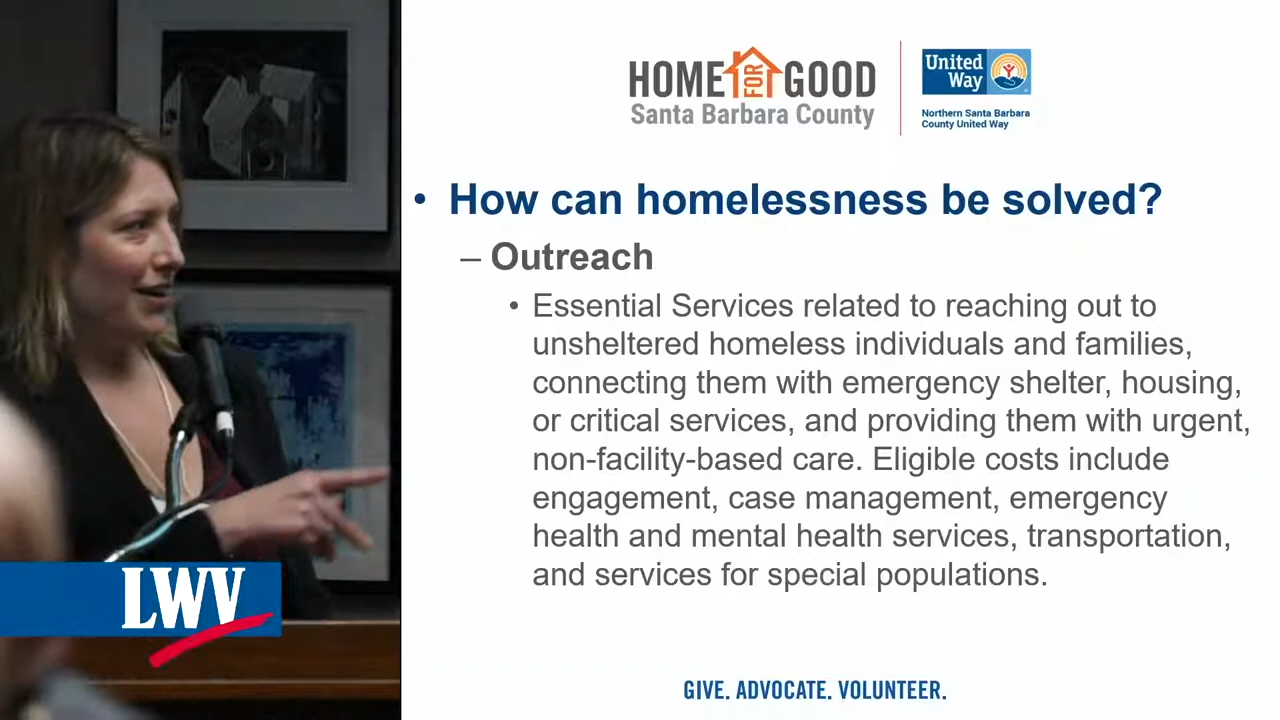 HOME FOR GOOD
Santa Barbara County
United
Way
Northern Santa Barbara
County United Way
• How can homelessness be solved?
– Outreach
• Essential Services related to reaching out to
unsheltered homeless individuals and families,
connecting them with emergency shelter, housing,
or critical services, and providing them with urgent,
non-facility-based care. Eligible costs include
engagement, case management, emergency
health and mental health services, transportation,
and services for special populations.
LWV
GIVE. ADVOCATE. VOLUNTEER.